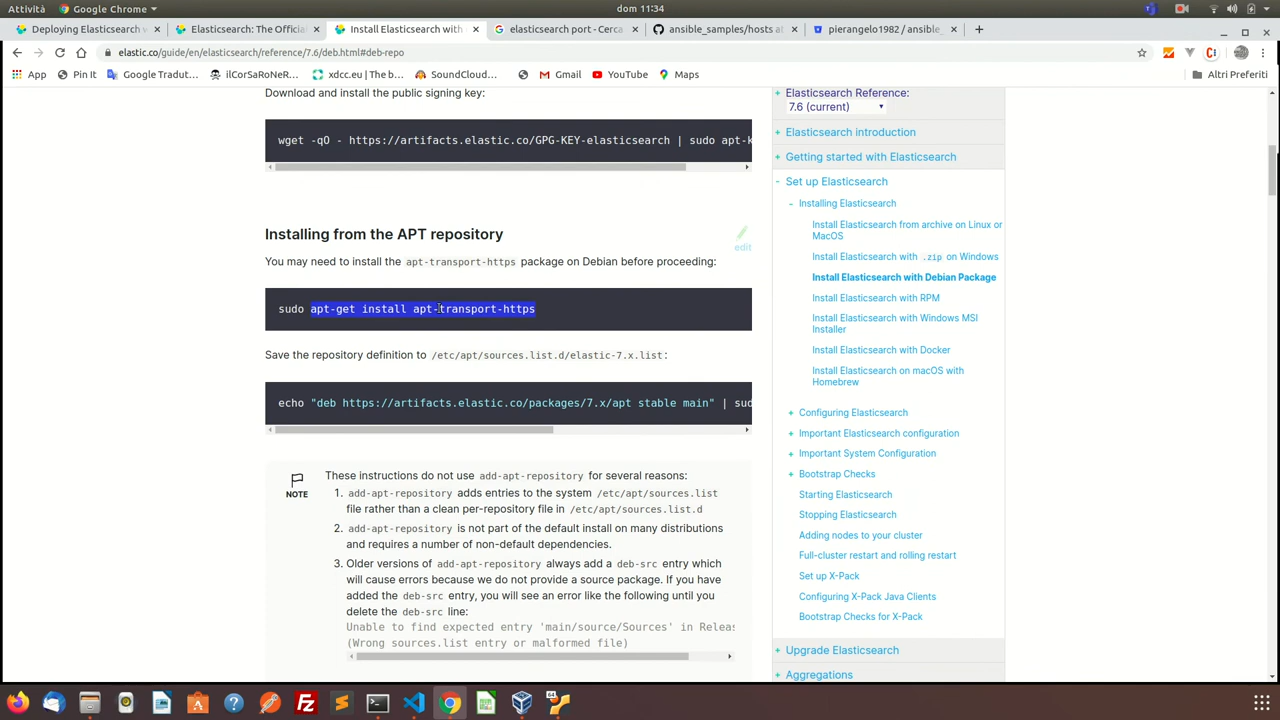 Attività
Google Chrome
dom 11:34
Deploying Elasticsearch w
Elasticsearch: The Official
Install Elasticsearch with
elasticsearch port - Cerca
ansible_samples/hosts at
pierangelo1982 / ansible_
elastic.co/guide/en/elasticsearch/reference/7.6/deb.html#deb-repo
App
Pin It
Google Tradut...
ilCorSaRoNeR...
xdcc.eu | The b...
SoundCloud...
Gmail
YouTube
Maps
Altri Preferiti
Download and install the public signing key:
wget -qO - https://artifacts.elastic.co/GPG-KEY-elasticsearch | sudo apt-k
Installing from the APT repository
edit
You may need to install the apt-transport-https package on Debian before proceeding:
sudo apt-get install apt-transport-https
Save the repository definition to /etc/apt/sources.list.d/elastic-7.x.list:
echo "deb https://artifacts.elastic.co/packages/7.x/apt stable main" | sud
NOTE
These instructions do not use add-apt-repository for several reasons:
1. add-apt-repository adds entries to the system /etc/apt/sources.list
file rather than a clean per-repository file in /etc/apt/sources.list.d
2. add-apt-repository is not part of the default install on many distributions
and requires a number of non-default dependencies.
3. Older versions of add-apt-repository always add a deb-src entry which
will cause errors because we do not provide a source package. If you have
added the deb-src entry, you will see an error like the following until you
delete the deb-src line:
Unable to find expected entry 'main/source/Sources' in Releas
(Wrong sources.list entry or malformed file)
Elasticsearch Reference:
7.6 (current)
+ Elasticsearch introduction
+ Getting started with Elasticsearch
- Set up Elasticsearch
- Installing Elasticsearch
Install Elasticsearch from archive on Linux or
MacOS
Install Elasticsearch with .zip on Windows
Install Elasticsearch with Debian Package
Install Elasticsearch with RPM
Install Elasticsearch with Windows MSI
Installer
Install Elasticsearch with Docker
Install Elasticsearch on macOS with
Homebrew
+ Configuring Elasticsearch
+ Important Elasticsearch configuration
+ Important System Configuration
+ Bootstrap Checks
Starting Elasticsearch
Stopping Elasticsearch
Adding nodes to your cluster
Full-cluster restart and rolling restart
Set up X-Pack
Configuring X-Pack Java Clients
Bootstrap Checks for X-Pack
+ Upgrade Elasticsearch
+ Aggregations